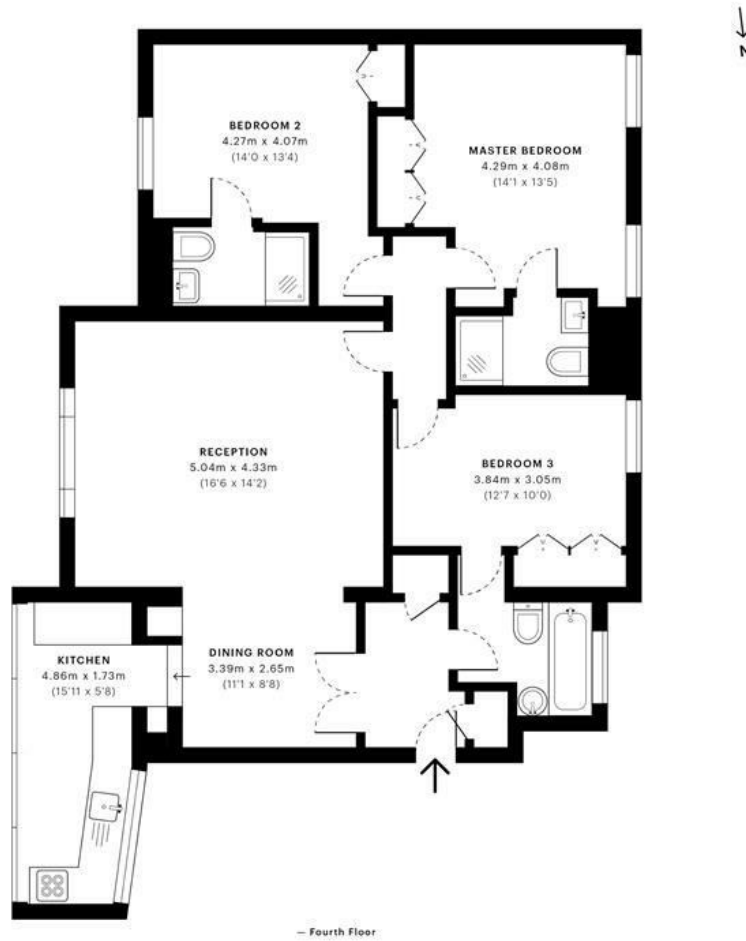 N
BEDROOM 2
4.27m x 4.07m
(14'0 x 13'4)
MASTER BEDROOM
4.29m x 4.08m
(14'1 x 13'5)
RECEPTION
5.04m x 4.33m
(16'6 x 14'2)
BEDROOM 3
3.84m x 3.05m
(12'7 x 10'0)
KITCHEN
4.86m x 1.73m
(15'11 x 5'8)
DINING ROOM
3.39m x 2.65m
(11'1 x 8'8)
— Fourth Floor